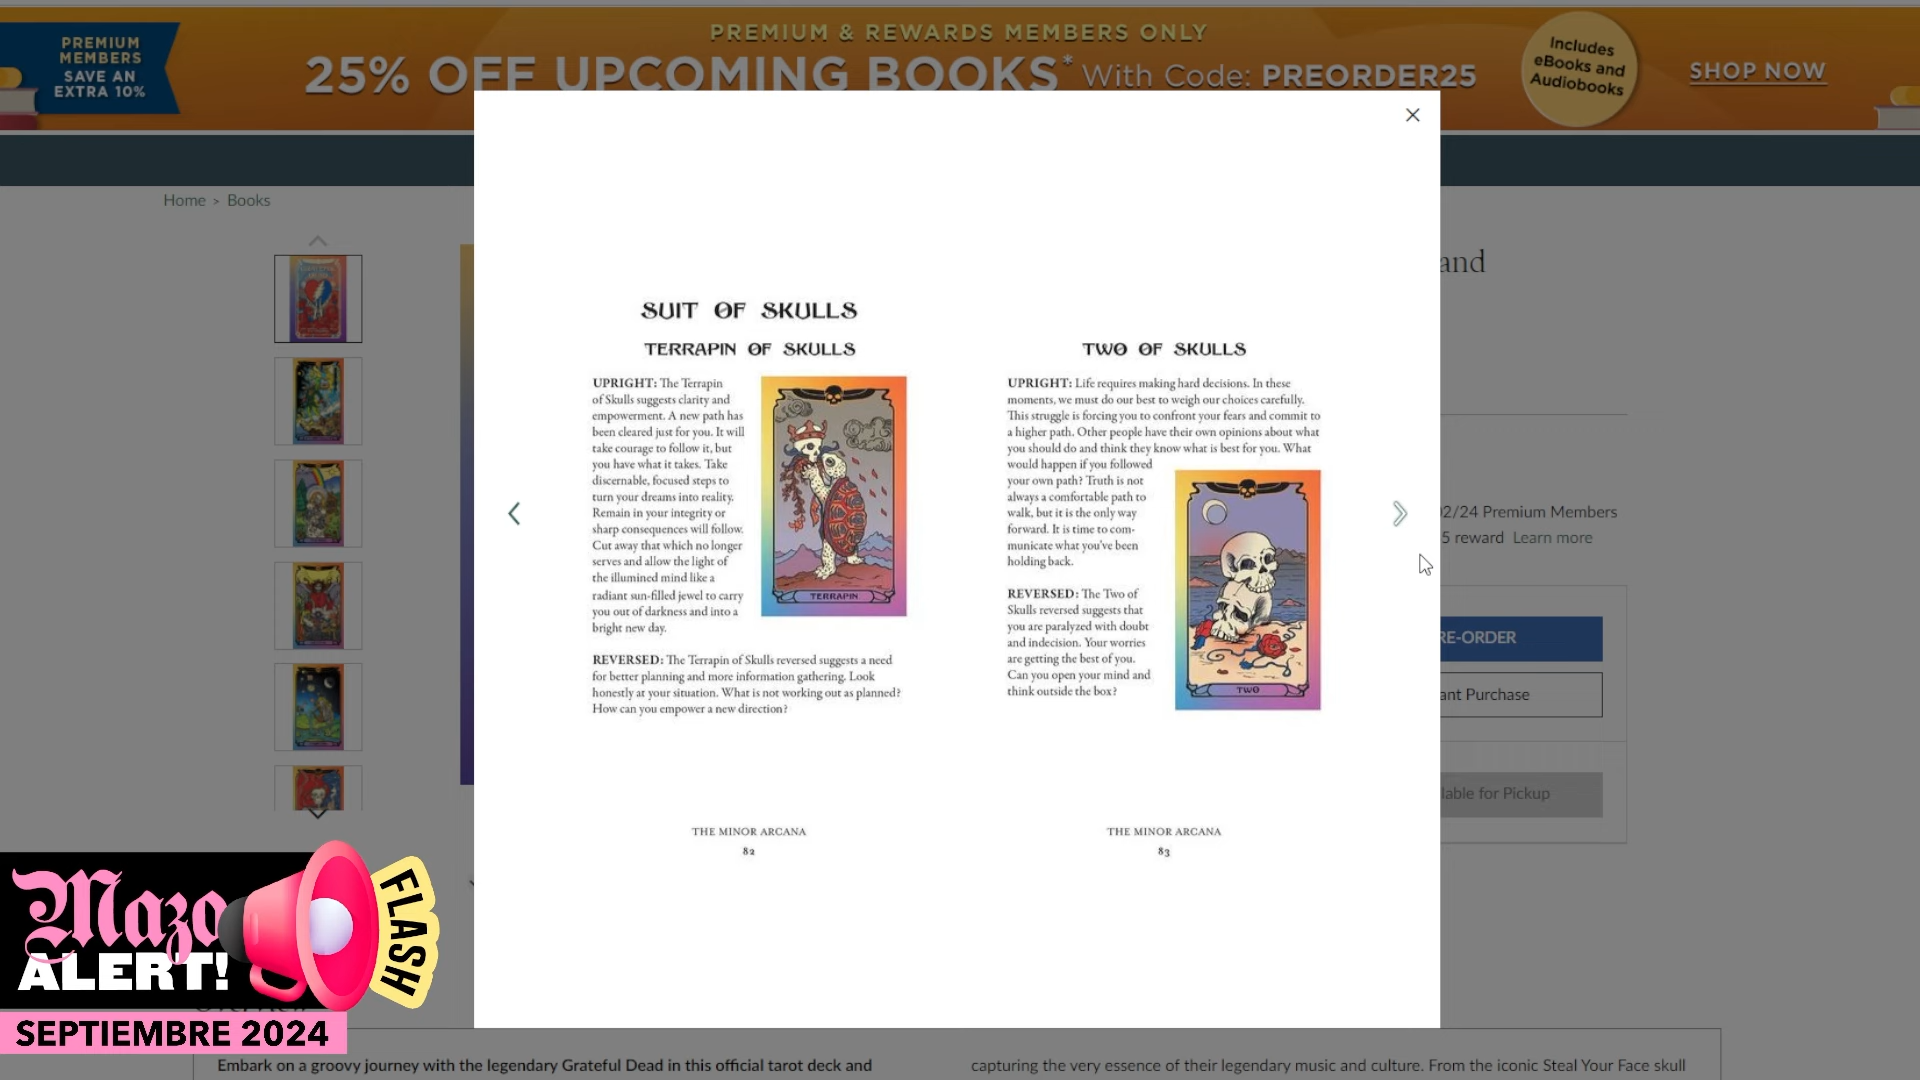 PREMIUM
MEMBERS
SAVE AN
EXTRA 10%
PREMIUM & REWARDS MEMBERS ONLY
25% OFF UPCOMING BOOKS* With Code: PREORDER25
Includes
eBooks and
Audiobooks
SHOP NOW
Home > Books
and
SUIT OF SKULLS
TERRAPIN OF SKULLS
UPRIGHT: The Terrapin
of Skulls suggests clarity and
empowerment. A new path has
been cleared just for you. It will
take courage to follow it, but
you have what it takes. Take
discernable, focused steps to
turn your dreams into reality.
Remain in your integrity or
sharp consequences will follow.
Cut away that which no longer
serves and allow the light of
the illumined mind like a
radiant sun-filled jewel to carry
you out of darkness and into a
bright new day.
TERRAPIN
REVERSED: The Terrapin of Skulls reversed suggests a need
for better planning and more information gathering. Look
honestly at your situation. What is not working out as planned?
How can you empower a new direction?
THE MINOR ARCANA
82
TWO OF SKULLS
UPRIGHT: Life requires making hard decisions. In these
moments, we must do our best to weigh our choices carefully.
This struggle is forcing you to confront your fears and commit to
a higher path. Other people have their own opinions about what
you should do and think they know what is best for you. What
would happen if you followed
your own path? Truth is not
always a comfortable path to
walk, but it is the only way
forward. It is time to com-
municate what you've been
holding back.
REVERSED: The Two of
Skulls reversed suggests that
you are paralyzed with doubt
and indecision. Your worries
are getting the best of you.
Can you open your mind and
think outside the box?
TWO
THE MINOR ARCANA
83
02/24 Premium Members
5 reward Learn more
RE-ORDER
ant Purchase
lable for Pickup
Mazo
ALERT!
FLASH
SEPTIEMBRE 2024
Embark on a groovy journey with the legendary Grateful Dead in this official tarot deck and
capturing the very essence of their legendary music and culture. From the iconic Steal Your Face skull